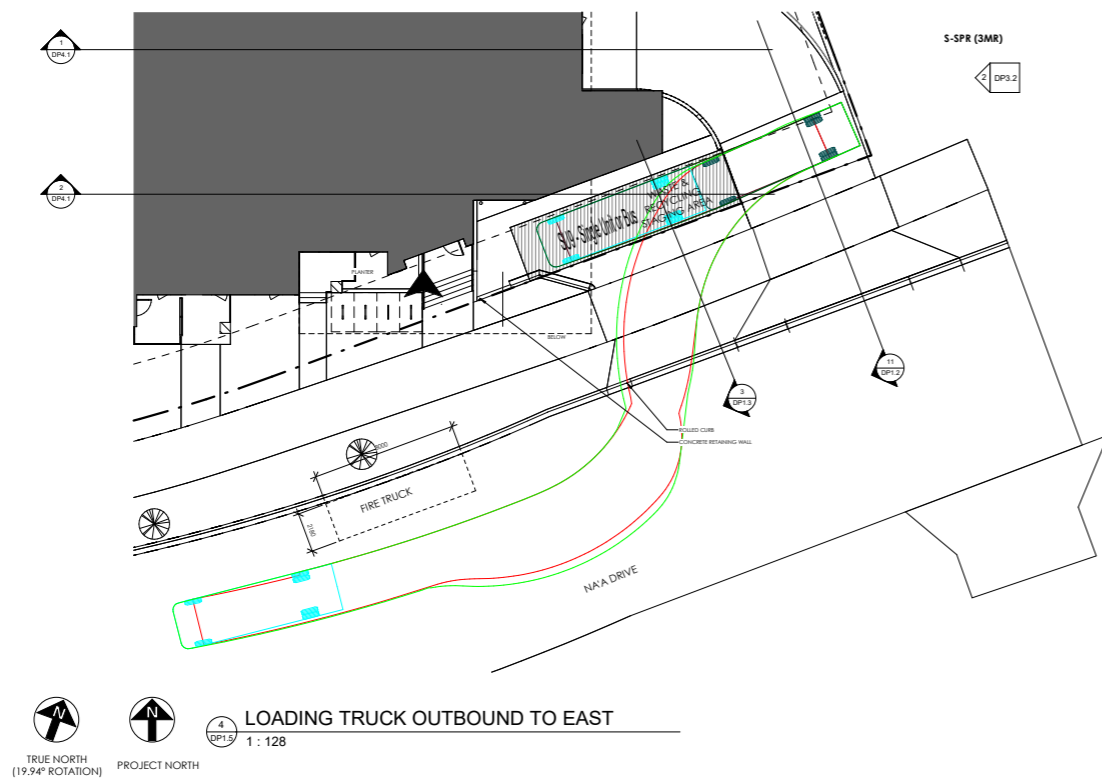 1
DP4.1
S-SPR (3MR)
2
DP3.2
2
DP4.1
WASTE &
RECYCLING
STAGING AREA
SU9 - Single Unit or Bus
PLANTER
BELOW
11
DP1.2
3
DP1.3
ROLLED CURB
CONCRETE RETAINING WALL
FIRE TRUCK
2180
NA'A DRIVE
N
N
4
DP1.5
LOADING TRUCK OUTBOUND TO EAST
1 : 128
TRUE NORTH
(19.94° ROTATION)
PROJECT NORTH